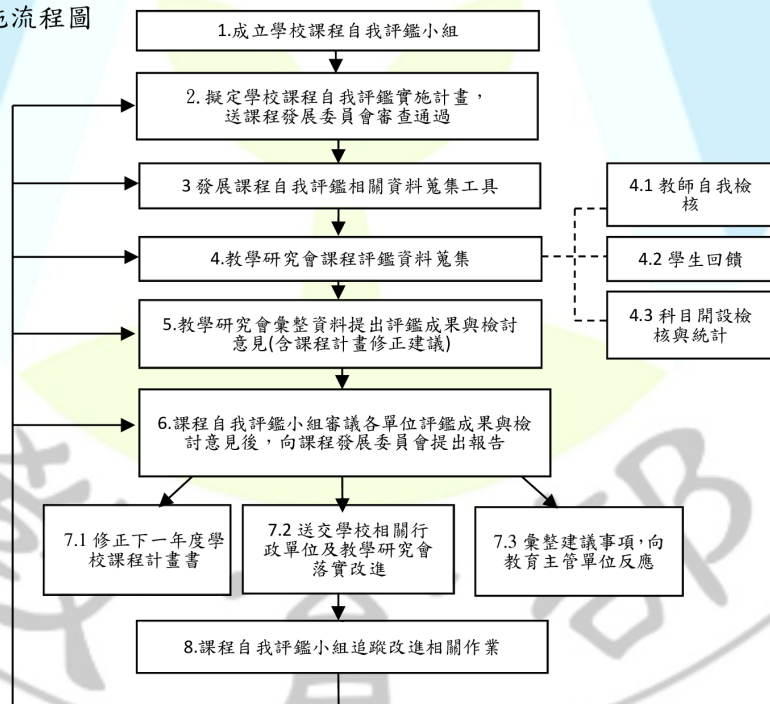 施流程圖
1.成立學校課程自我評鑑小組
2.擬定學校課程自我評鑑實施計畫，
送課程發展委員會審查通過
3 發展課程自我評鑑相關資料蒐集工具
4.教學研究會課程評鑑資料蒐集
4.1 教師自我檢
核
4.2 學生回饋
4.3 科目開設檢
核與統計
5.教學研究會彙整資料提出評鑑成果與檢討
意見(含課程計畫修正建議)
6.課程自我評鑑小組審議各單位評鑑成果與檢
討意見後，向課程發展委員會提出報告
7.1 修正下一年度學
校課程計畫書
7.2 送交學校相關行
政單位及教學研究會
落實改進
7.3 彙整建議事項，向
教育主管單位反應
8.課程自我評鑑小組追蹤改進相關作業